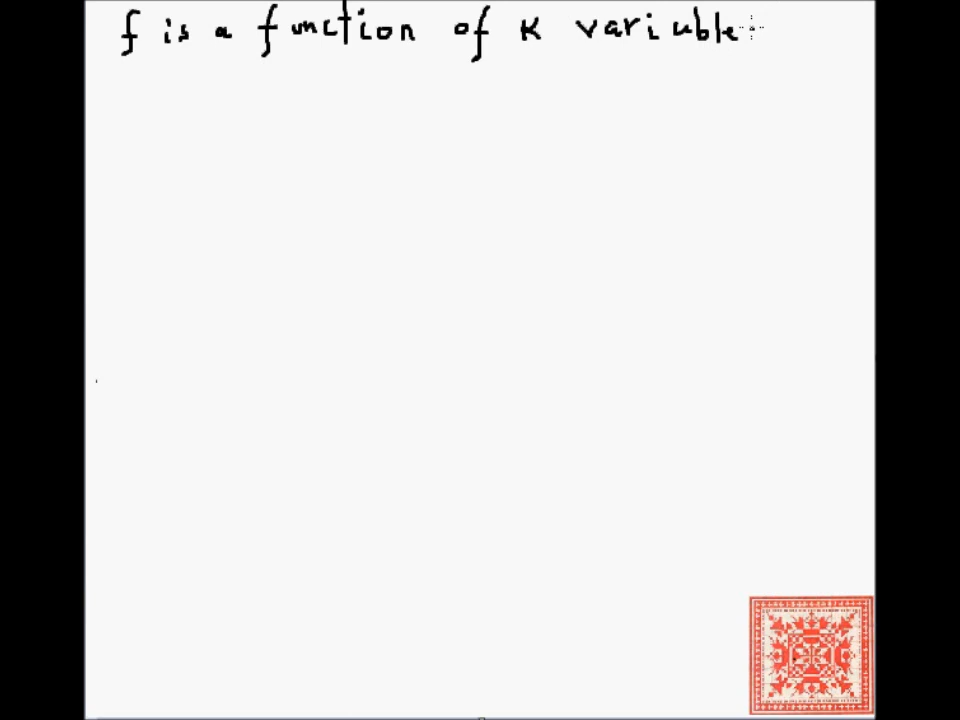 f is a function of k variable